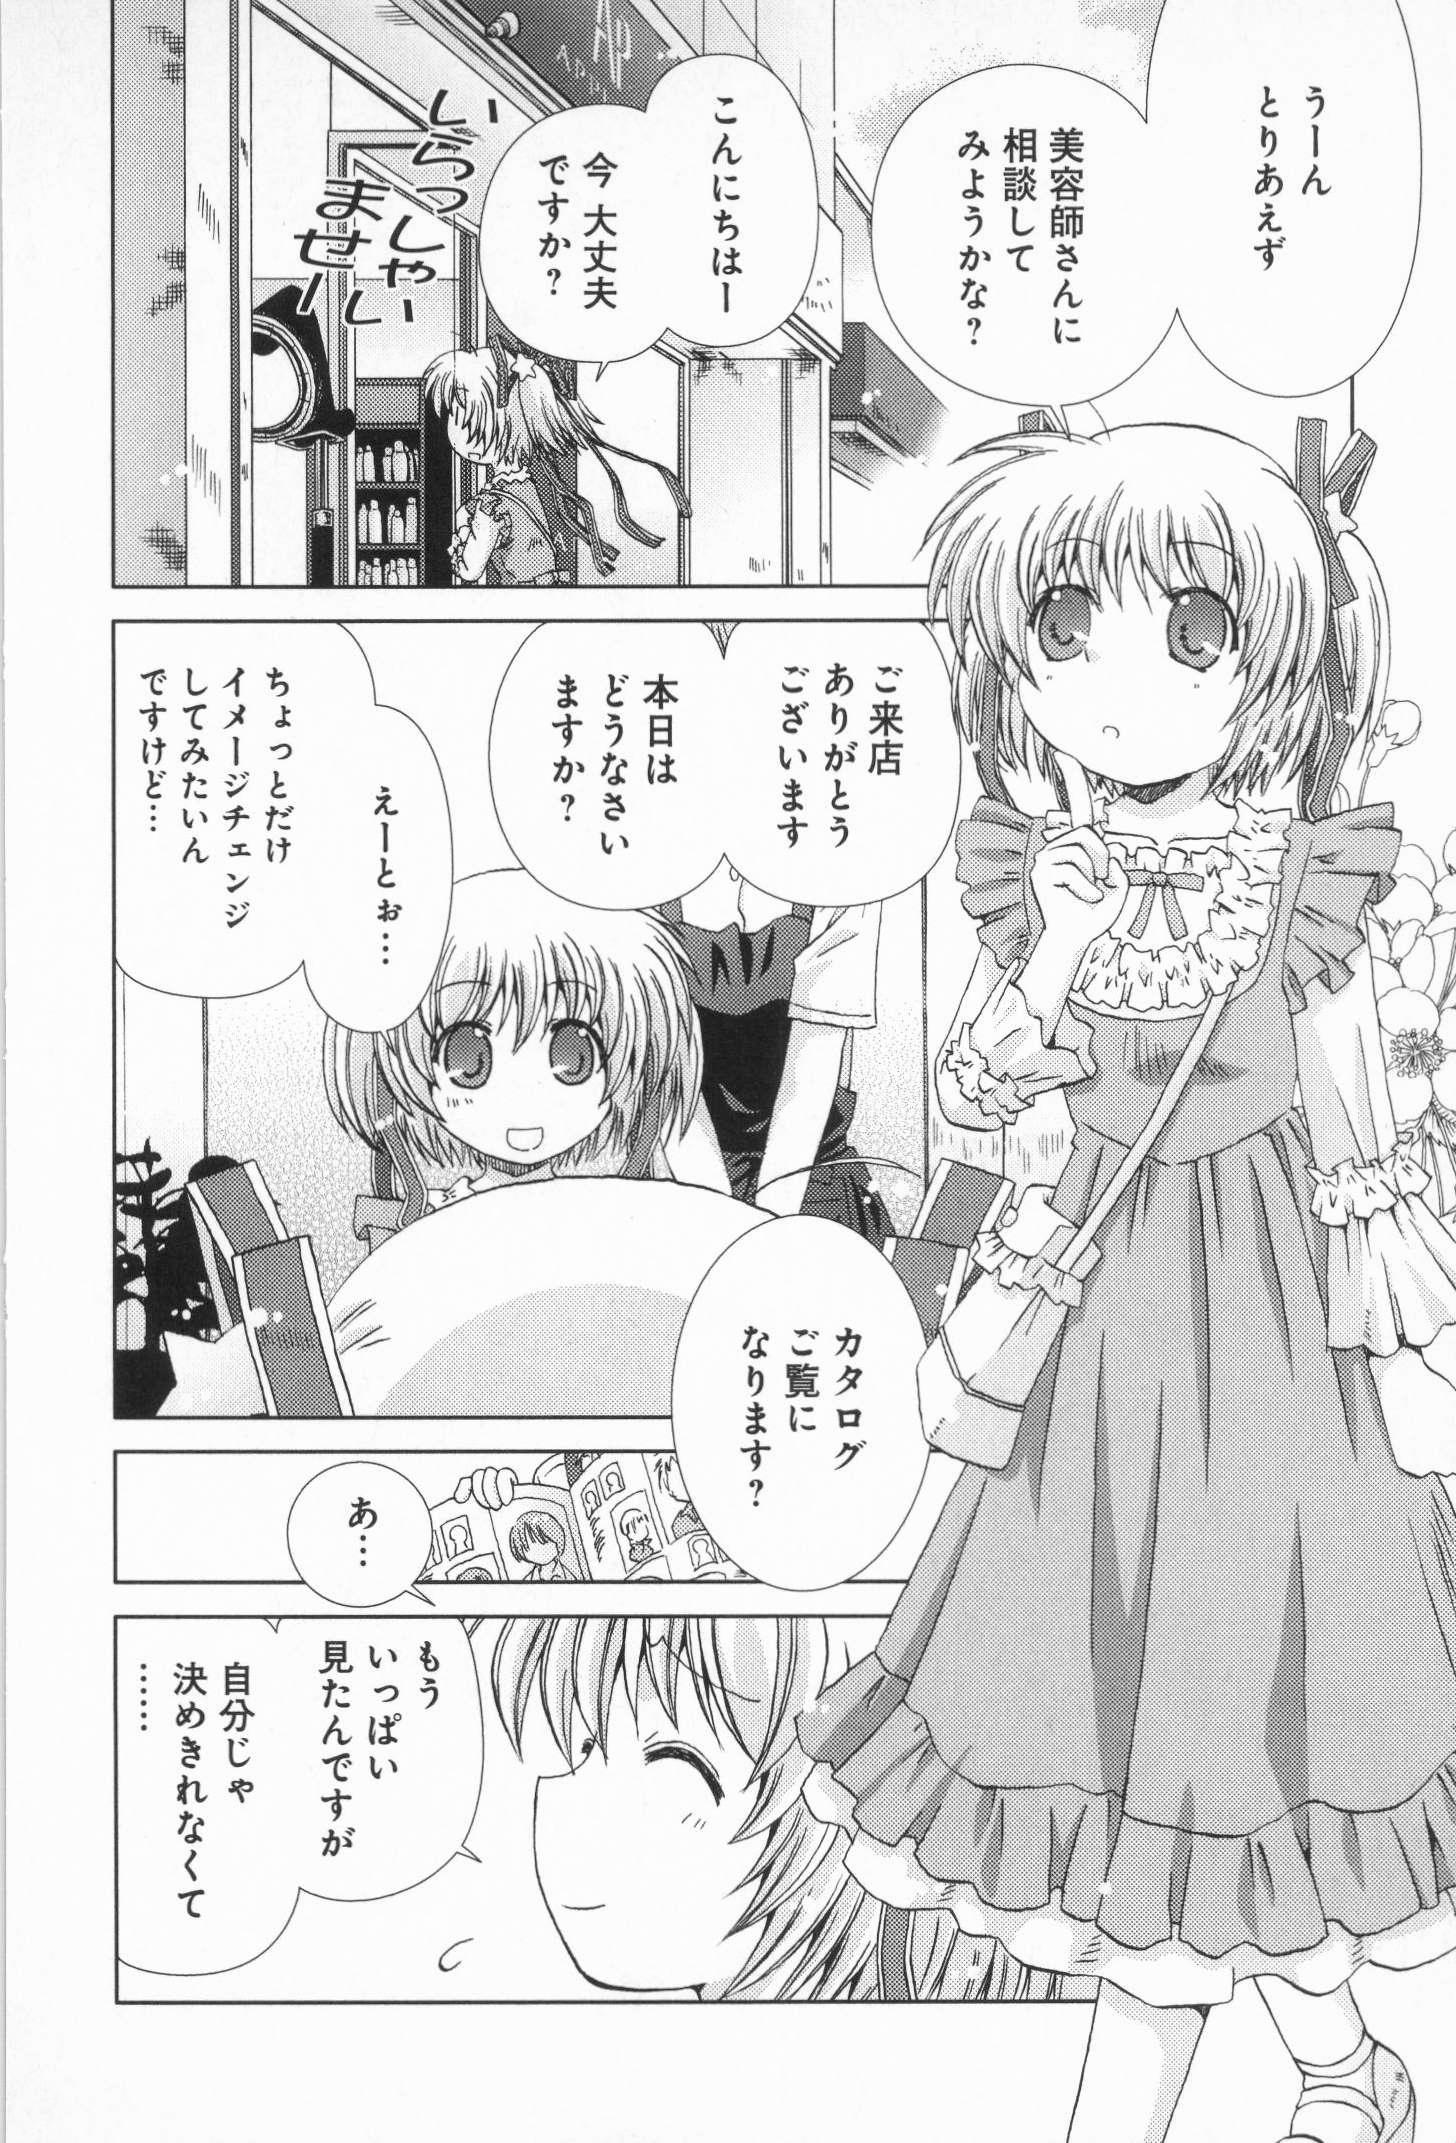 うーん
とりあえず
美容師さんに
相談して
みようかな?
こんにちはー
今 大丈夫
ですか?
いらっしゃい
ませー
ご来店
ありがとう
ございます
本日は
どうなさい
ますか?
えーとぉ…
ちょっとだけ
イメージチェンジ
してみたいん
ですけど…
カタログ
ご覧に
なります?
あ…
もう
いっぱい
見たんですが
自分じゃ
決めきれなくて
……